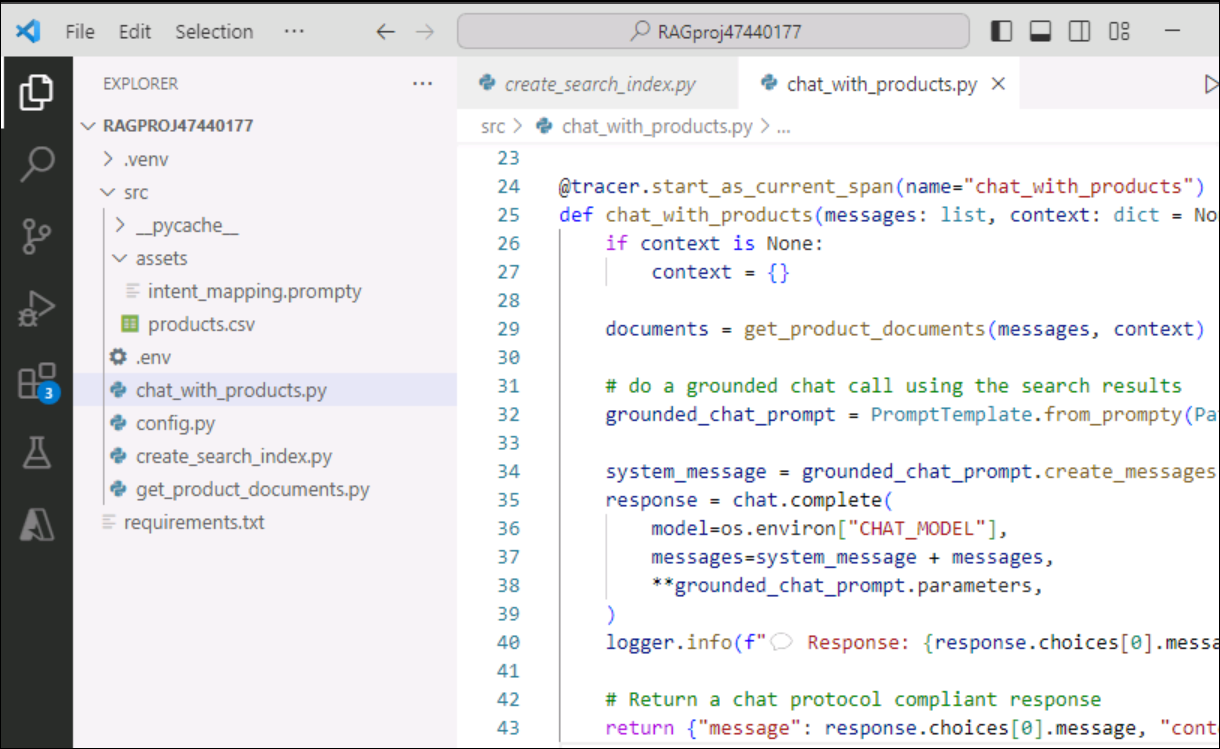 File Edit Selection ··· RAGproj47440177
EXPLORER ···
RAGPROJ47440177
.venv
src
__pycache__
assets
intent_mapping.prompty
products.csv
.env
chat_with_products.py
config.py
create_search_index.py
get_product_documents.py
requirements.txt
3
create_search_index.py chat_with_products.py
src > chat_with_products.py > ...
23
24 @tracer.start_as_current_span(name="chat_with_products")
25 def chat_with_products(messages: list, context: dict = No
26 if context is None:
27 context = {}
28
29 documents = get_product_documents(messages, context)
30
31 # do a grounded chat call using the search results
32 grounded_chat_prompt = PromptTemplate.from_prompty(Pa
33
34 system_message = grounded_chat_prompt.create_messages
35 response = chat.complete(
36 model=os.environ["CHAT_MODEL"],
37 messages=system_message + messages,
38 **grounded_chat_prompt.parameters,
39 )
40 logger.info(f"💬 Response: {response.choices[0].messa
41
42 # Return a chat protocol compliant response
43 return {"message": response.choices[0].message, "cont